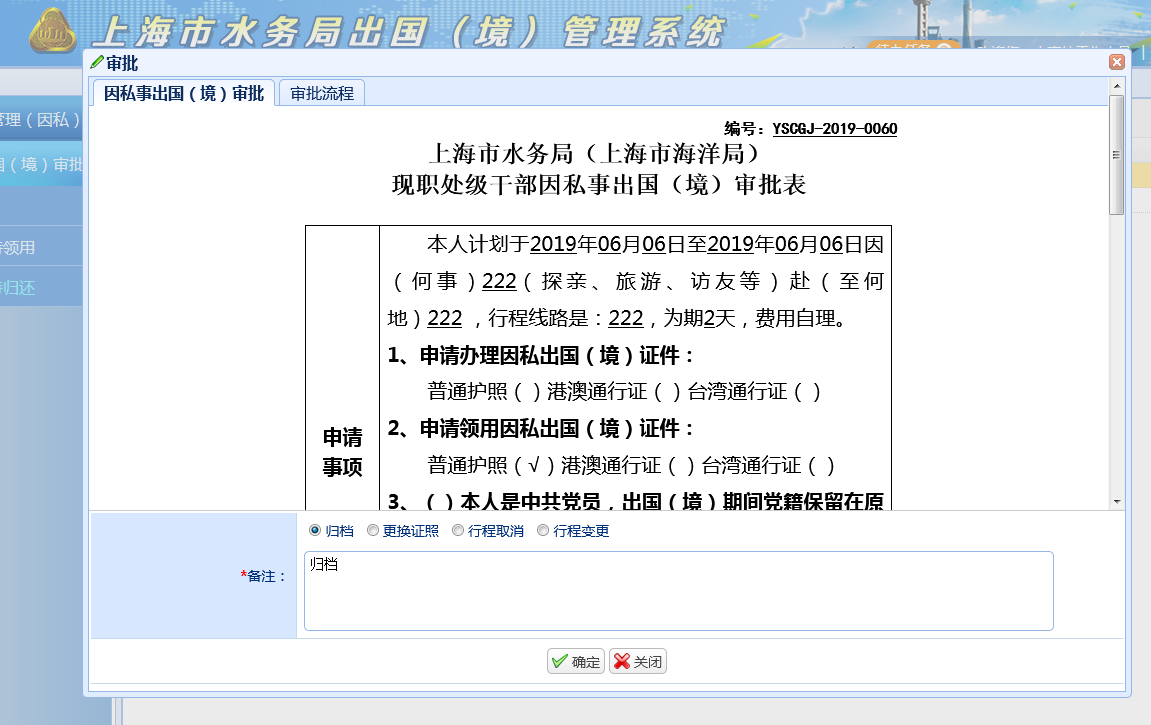 上海市水务局出国（境）管理系统
审批
因私事出国（境）审批 审批流程
管理（因私）
国（境）审批
待领用
待归还
编号：YSCGJ-2019-0060
上海市水务局（上海市海洋局）
现职处级干部因私事出国（境）审批表
本人计划于2019年06月06日至2019年06月06日因
（何事）222（探亲、旅游、访友等）赴（至何
地）222 ，行程线路是：222，为期2天，费用自理。
1、申请办理因私出国（境）证件：
普通护照（ ）港澳通行证（ ）台湾通行证（ ）
2、申请领用因私出国（境）证件：
申请
事项
普通护照（√ ）港澳通行证（ ）台湾通行证（ ）
3、（ ）本人是中共党员，出国（境）期间党籍保留在原
归档 更换证照 行程取消 行程变更
*备注：
归档
确定 关闭